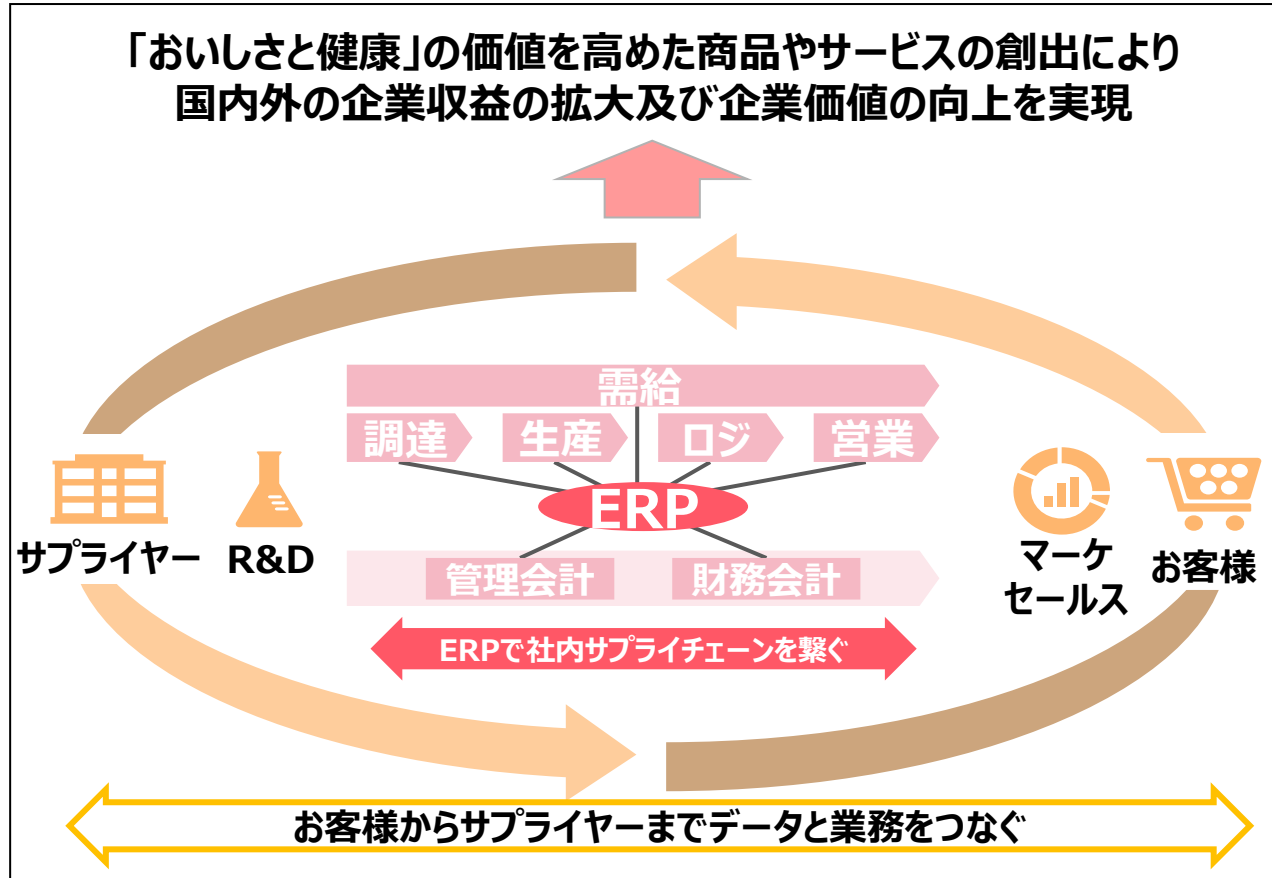 「おいしさと健康」の価値を高めた商品やサービスの創出により
国内外の企業収益の拡大及び企業価値の向上を実現
需給
調達
生産
ロジ
営業
ERP
サプライヤー
R&D
マーケ
セールス
お客様
管理会計
財務会計
ERPで社内サプライチェーンを繋ぐ
お客様からサプライヤーまでデータと業務をつなぐ